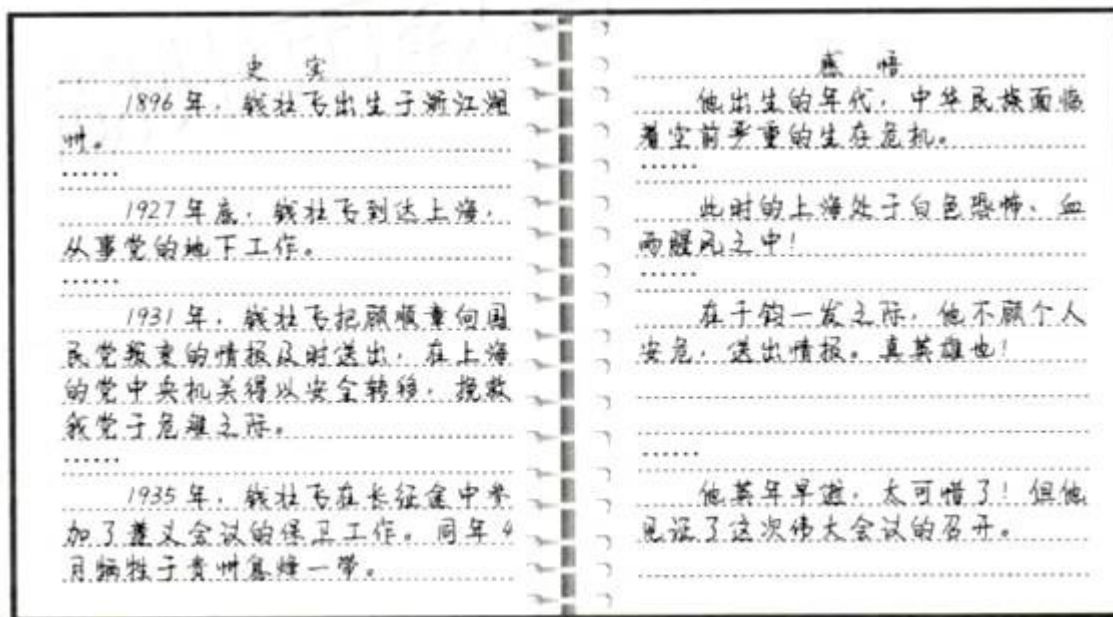 史实
1896年，钱壮飞出生于浙江湖
州。
……
1927年底，钱壮飞到达上海，
从事党的地下工作。
……
1931年，钱壮飞把顾顺章向国
民党叛变的情报及时送出，在上海
的党中央机关得以安全转移，挽救
我党于危难之际。
……
1935年，钱壮飞在长征途中参
加了遵义会议的保卫工作。同年4
月牺牲于贵州息烽一带。
感悟
他出生的年代，中华民族面临
着空前严重的生存危机。
……
此时的上海处于白色恐怖、血
雨腥风之中！
……
在千钧一发之际，他不顾个人
安危，送出情报。真英雄也！
……
他英年早逝，太可惜了！但他
见证了这次伟大会议的召开。